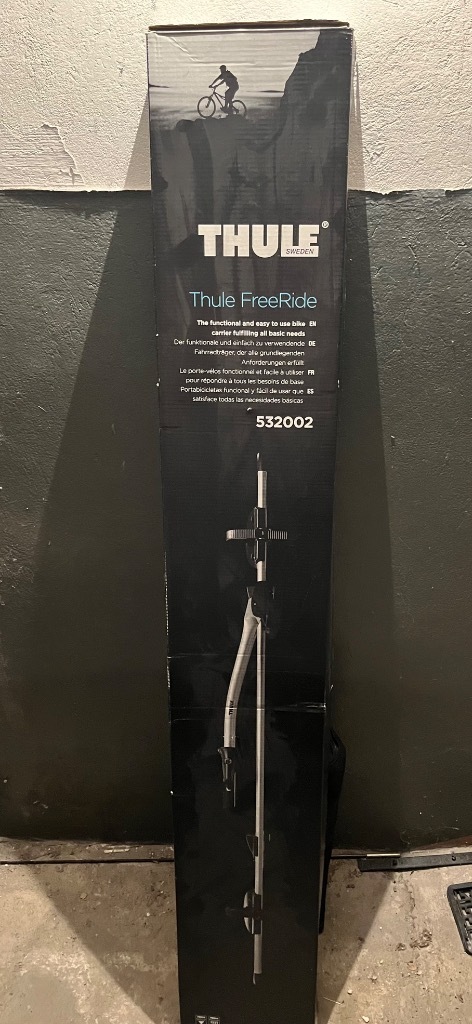 THULE®
SWEDEN
Thule FreeRide
The functional and easy to use bike EN
carrier fulfilling all basic needs
Der funktionale und einfach zu verwendende DE
Fahrradträger, der alle grundlegenden
Anforderungen erfüllt
Le porte-vélos fonctionnel et facile à utiliser FR
pour répondre à tous les besoins de base
Portabicicletas funcional y fácil de usar que ES
satisface todas las necesidades básicas
532002
THULE